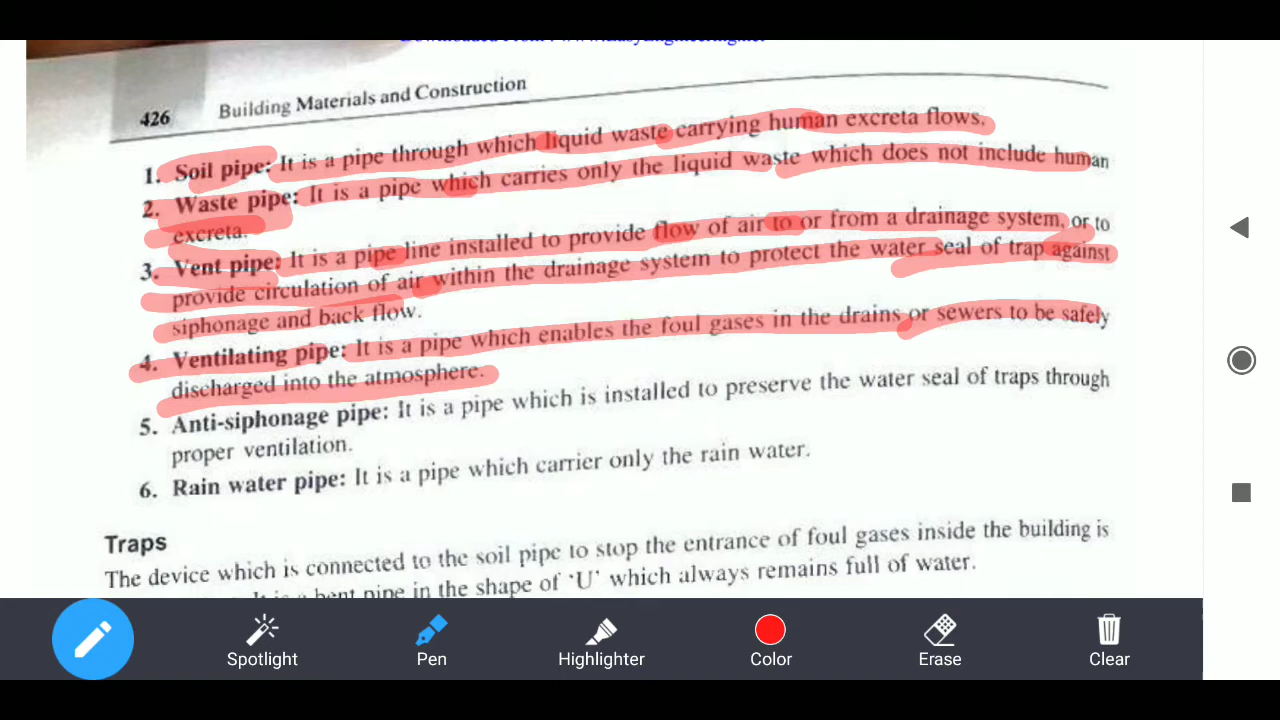 Downloaded From : www.EasyEngineering.net
426 Building Materials and Construction
1. Soil pipe: It is a pipe through which liquid waste carrying human excreta flows.
2. Waste pipe: It is a pipe which carries only the liquid waste which does not include human
excreta.
3. Vent pipe: It is a pipe line installed to provide flow of air to or from a drainage system, or to
provide circulation of air within the drainage system to protect the water seal of trap against
siphonage and back flow.
4. Ventilating pipe: It is a pipe which enables the foul gases in the drains or sewers to be safely
discharged into the atmosphere.
5. Anti-siphonage pipe: It is a pipe which is installed to preserve the water seal of traps through
proper ventilation.
6. Rain water pipe: It is a pipe which carrier only the rain water.
Traps
The device which is connected to the soil pipe to stop the entrance of foul gases inside the building is
It is a bent pipe in the shape of 'U' which always remains full of water.
Spotlight
Pen
Highlighter
Color
Erase
Clear